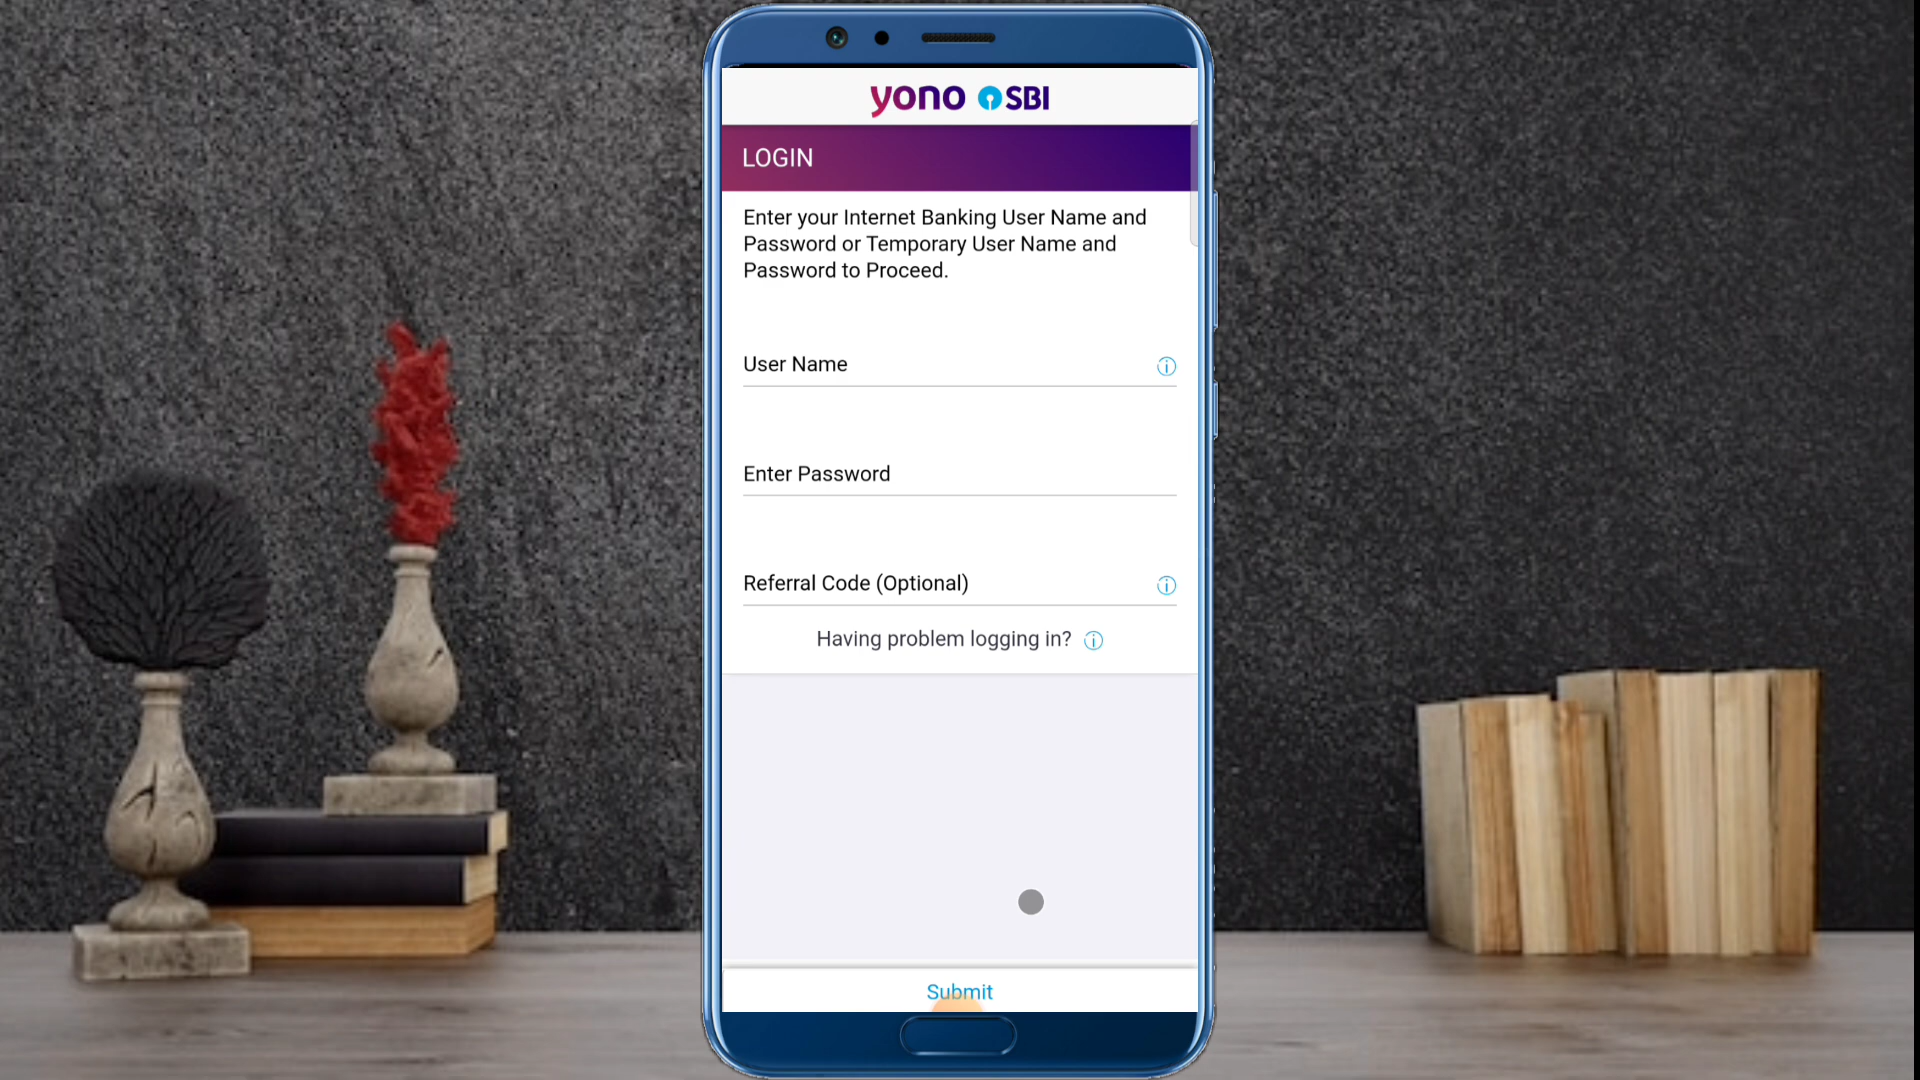 yono SBI
LOGIN
Enter your Internet Banking User Name and
Password or Temporary User Name and
Password to Proceed.
User Name
Enter Password
Referral Code (Optional)
Having problem logging in?
Submit